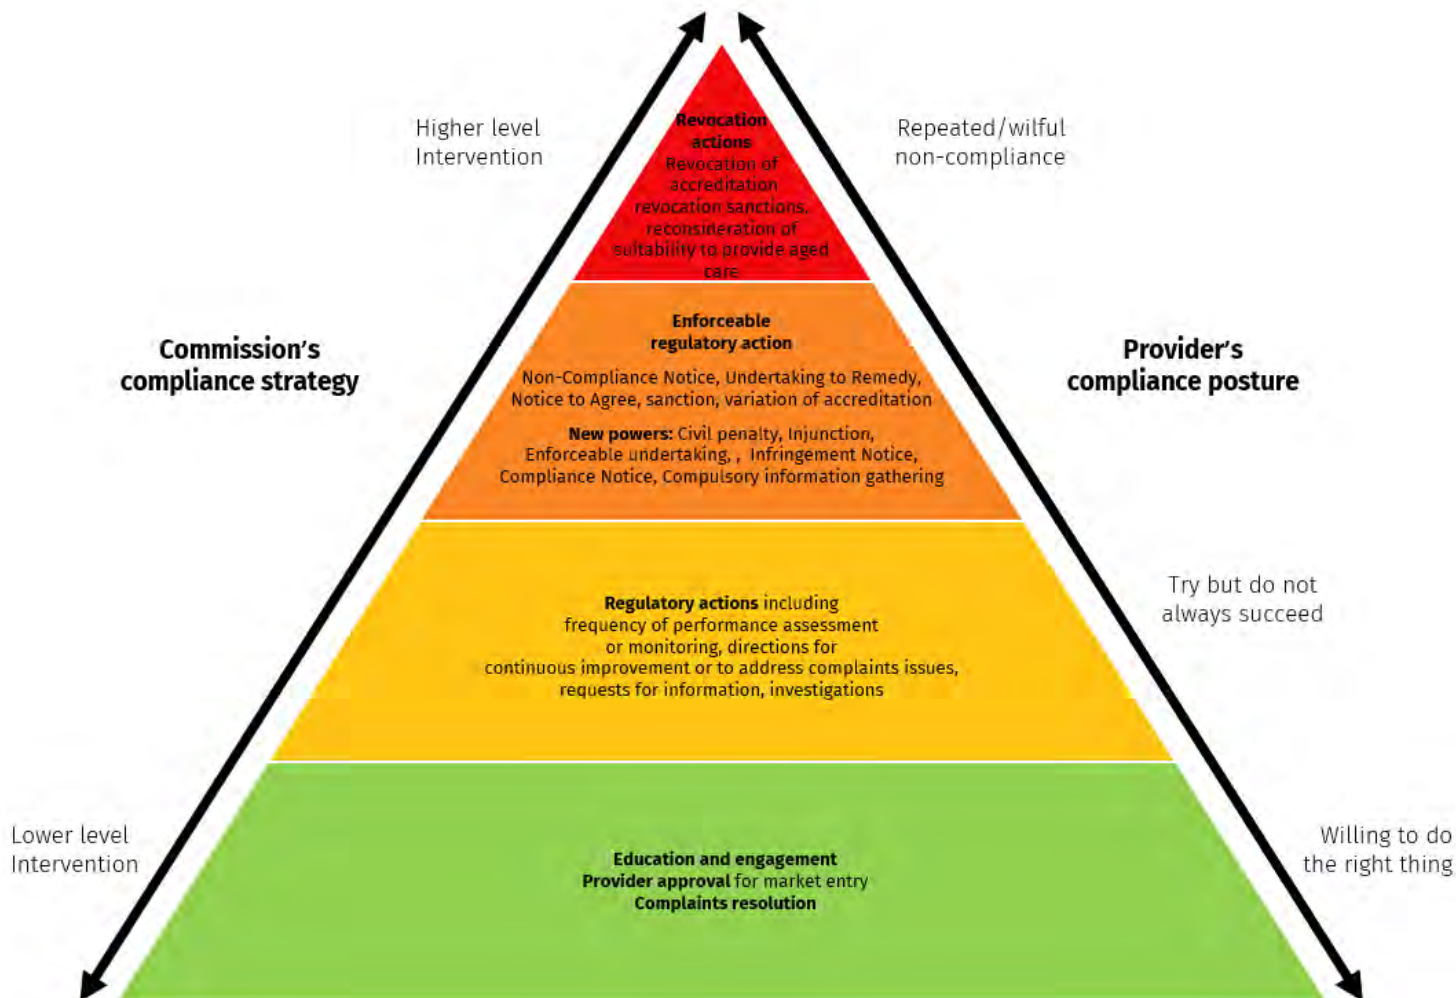 Higher level
Intervention
Repeated/wilful
non-compliance
Revocation
actions
Revocation of
accreditation
revocation sanctions,
reconsideration of
suitability to provide aged
care
Commission's
compliance strategy
Provider's
compliance posture
Enforceable
regulatory action
Non-Compliance Notice, Undertaking to Remedy,
Notice to Agree, sanction, variation of accreditation
New powers: Civil penalty, Injunction,
Enforceable undertaking, , Infringement Notice,
Compliance Notice, Compulsory information gathering
Try but do not
always succeed
Regulatory actions including
frequency of performance assessment
or monitoring, directions for
continuous improvement or to address complaints issues,
requests for information, investigations
Lower level
Intervention
Willing to do
the right thing
Education and engagement
Provider approval for market entry
Complaints resolution